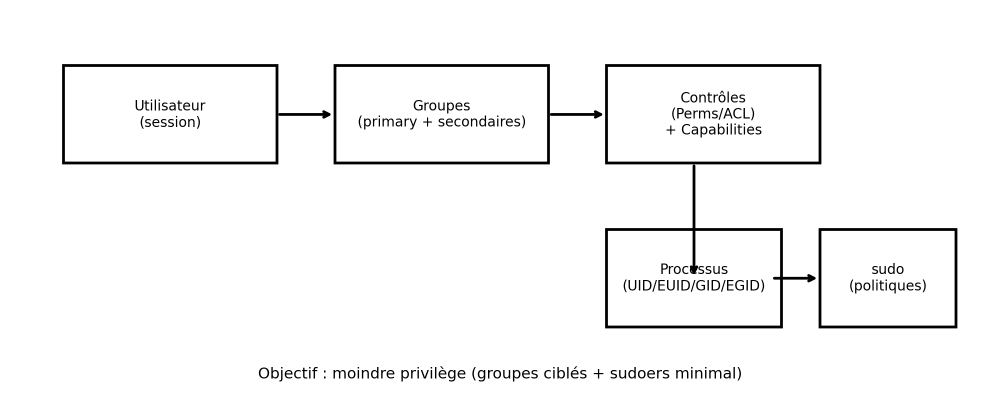 Utilisateur
(session)
Groupes
(primary + secondaires)
Contrôles
(Perms/ACL)
+ Capabilities
Processus
(UID/EUID/GID/EGID)
sudo
(politiques)
Objectif : moindre privilège (groupes ciblés + sudoers minimal)